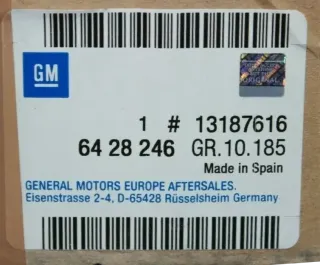 GM
1 # 13187616
64 28 246 GR.10.185
Made in Spain
GENERAL MOTORS EUROPE AFTERSALES.
Eisenstrasse 2-4, D-65428 Rüsselsheim Germany